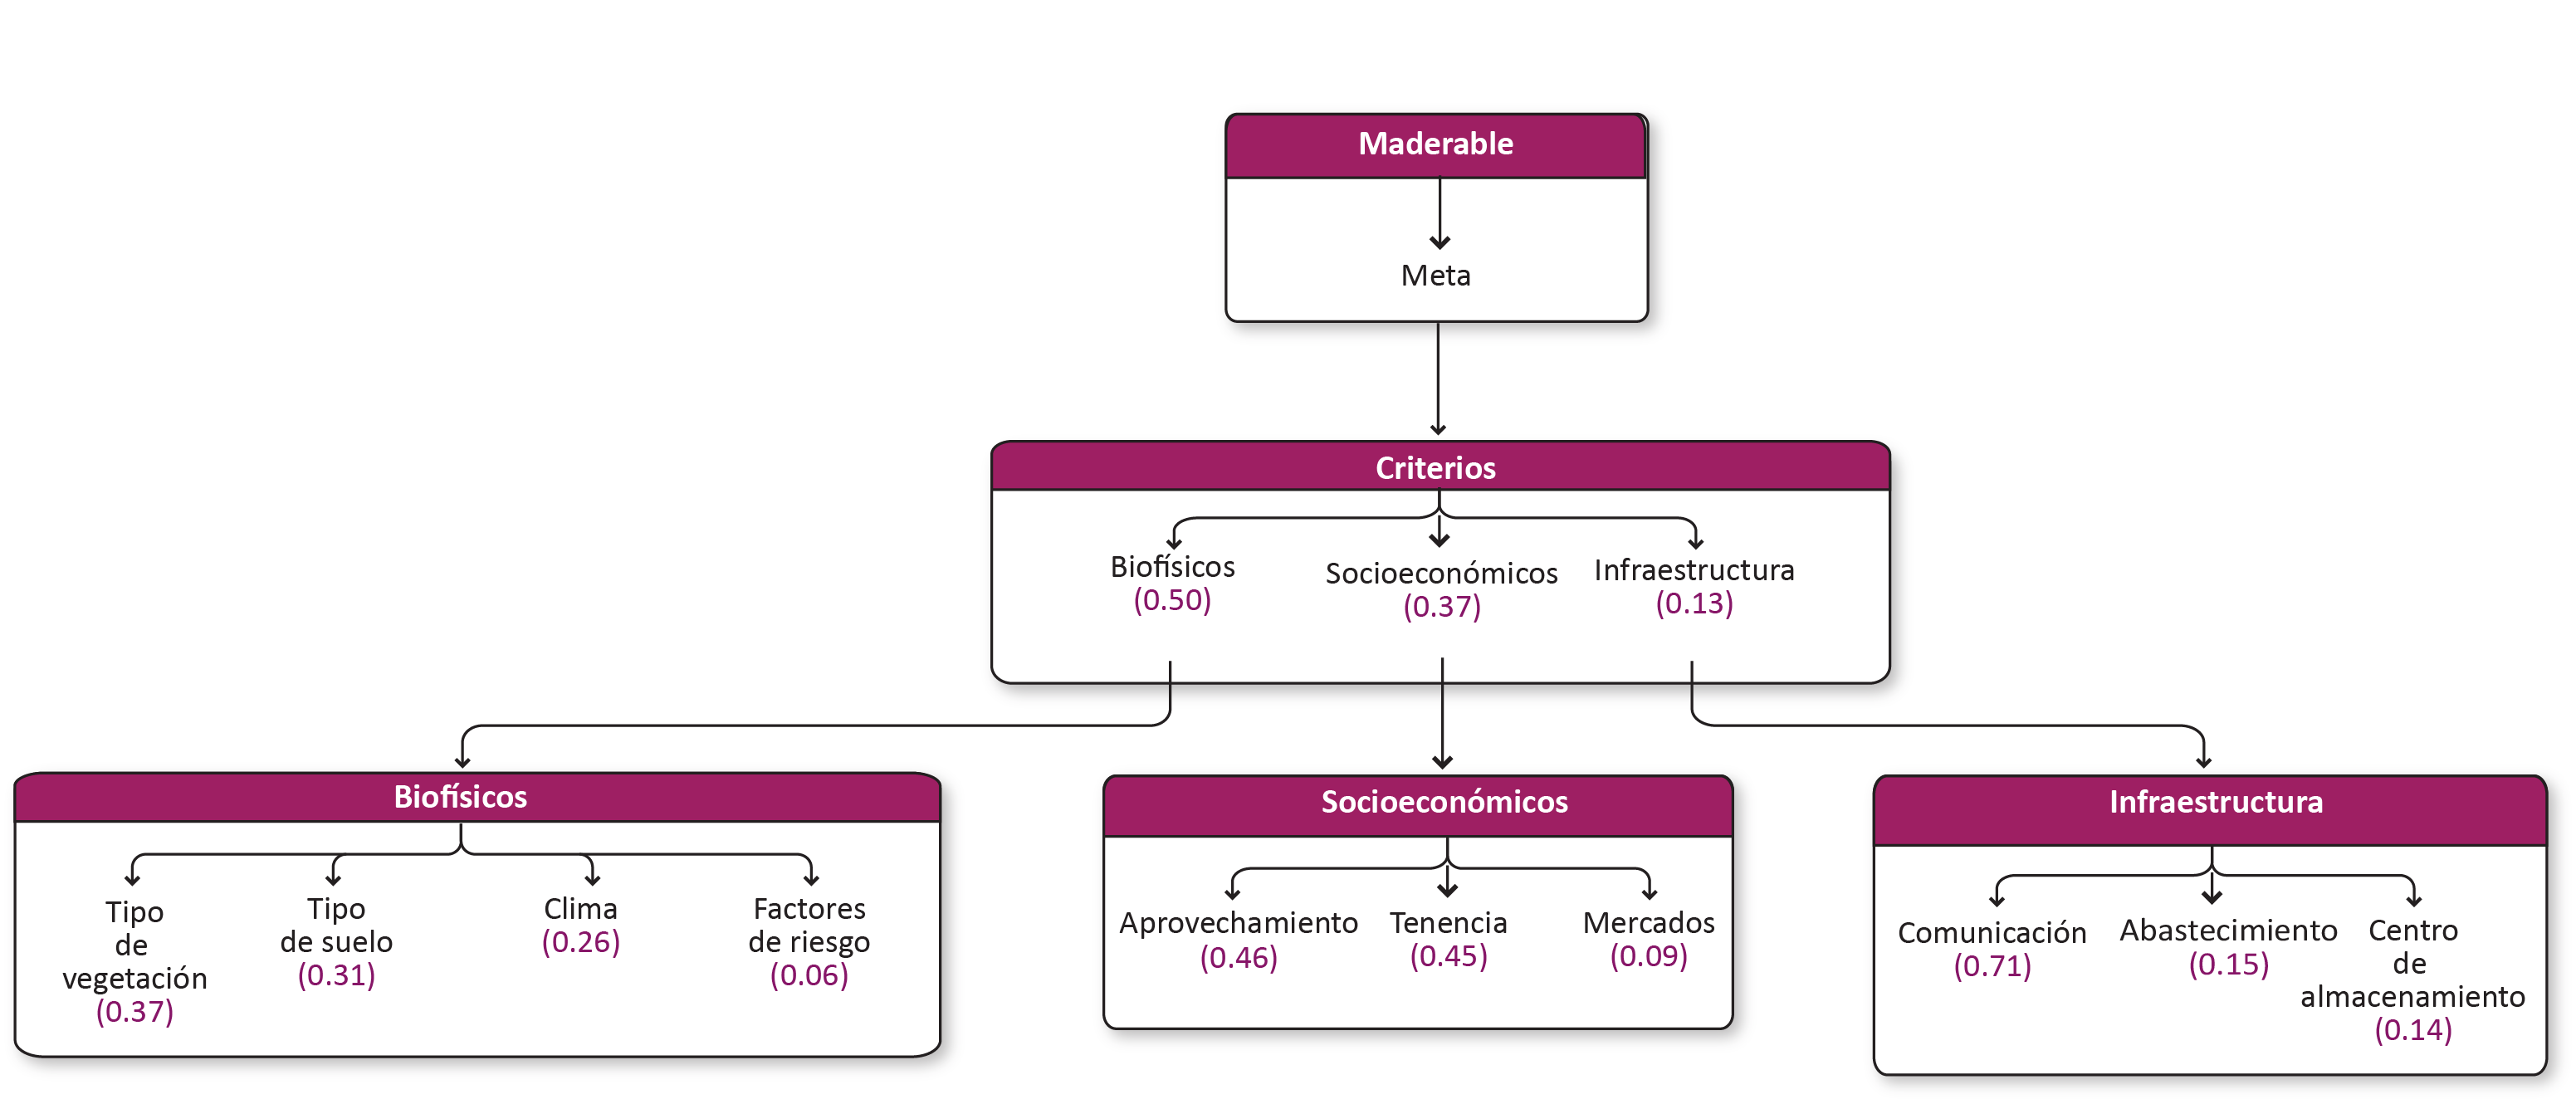 Maderable
Meta
Criterios
Biofísicos
(0.50)
Socioeconómicos
(0.37)
Infraestructura
(0.13)
Biofísicos
Tipo
de
vegetación
(0.37)
Tipo
de suelo
(0.31)
Clima
(0.26)
Factores
de riesgo
(0.06)
Socioeconómicos
Aprovechamiento
(0.46)
Tenencia
(0.45)
Mercados
(0.09)
Infraestructura
Comunicación
(0.71)
Abastecimiento
(0.15)
Centro
de
almacenamiento
(0.14)